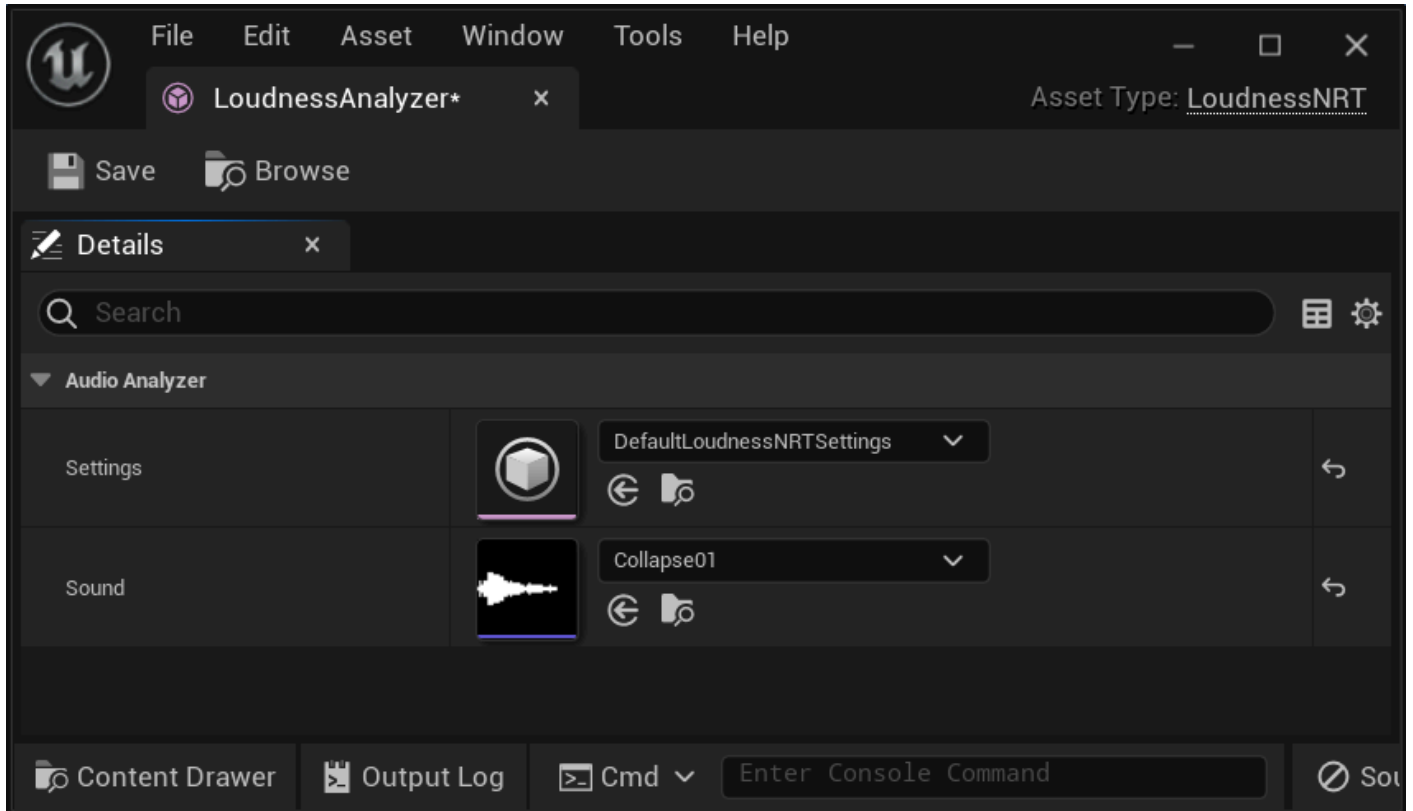 File Edit Asset Window Tools Help
LoudnessAnalyzer*
Asset Type: LoudnessNRT
Save Browse
Details
Search
Audio Analyzer
Settings
DefaultLoudnessNRTSettings
Sound
Collapse01
Content Drawer Output Log Cmd Enter Console Command